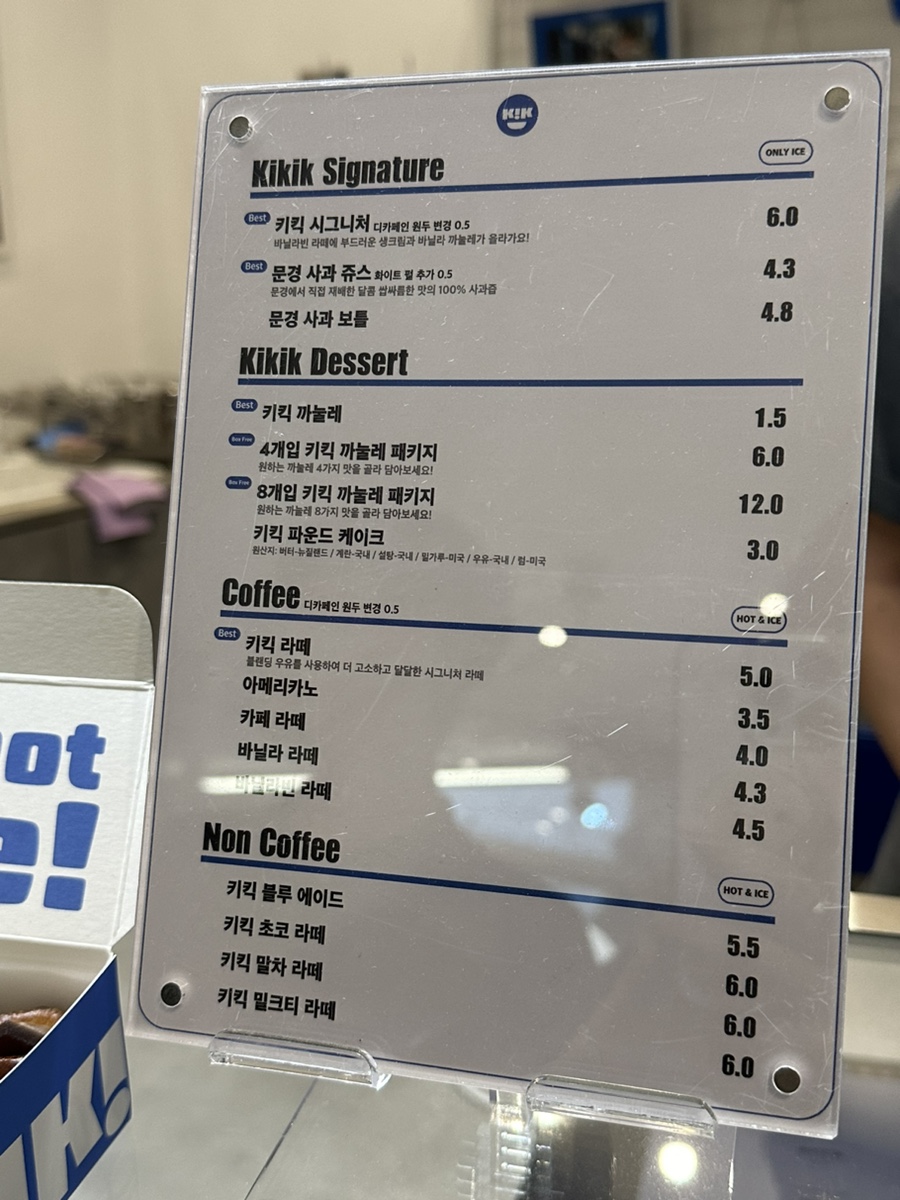 K!K
Kikik Signature
ONLY ICE
Best 키킥 시그니처 디카페인 원두 변경 0.5 6.0
바닐라빈 라떼에 부드러운 생크림과 바닐라 까눌레가 올라가요!
Best 문경 사과 쥬스 화이트 펄 추가 0.5 4.3
문경에서 직접 재배한 달콤 쌉싸름한 맛의 100% 사과즙
문경 사과 보틀 4.8
Kikik Dessert
Best 키킥 까눌레 1.5
Box Free 4개입 키킥 까눌레 패키지 6.0
원하는 까눌레 4가지 맛을 골라 담아보세요!
Box Free 8개입 키킥 까눌레 패키지 12.0
원하는 까눌레 8가지 맛을 골라 담아보세요!
키킥 파운드 케이크 3.0
원산지: 버터-뉴질랜드 / 계란-국내 / 설탕-국내 / 밀가루-미국 / 우유-국내 / 럼-미국
Coffee 디카페인 원두 변경 0.5
HOT & ICE
Best 키킥 라떼 5.0
블랜딩 우유를 사용하여 더 고소하고 달달한 시그니처 라떼
아메리카노 3.5
카페 라떼 4.0
바닐라 라떼 4.3
바닐라빈 라떼 4.5
Non Coffee
HOT & ICE
키킥 블루 에이드 5.5
키킥 초코 라떼 6.0
키킥 말차 라떼 6.0
키킥 밀크티 라떼 6.0